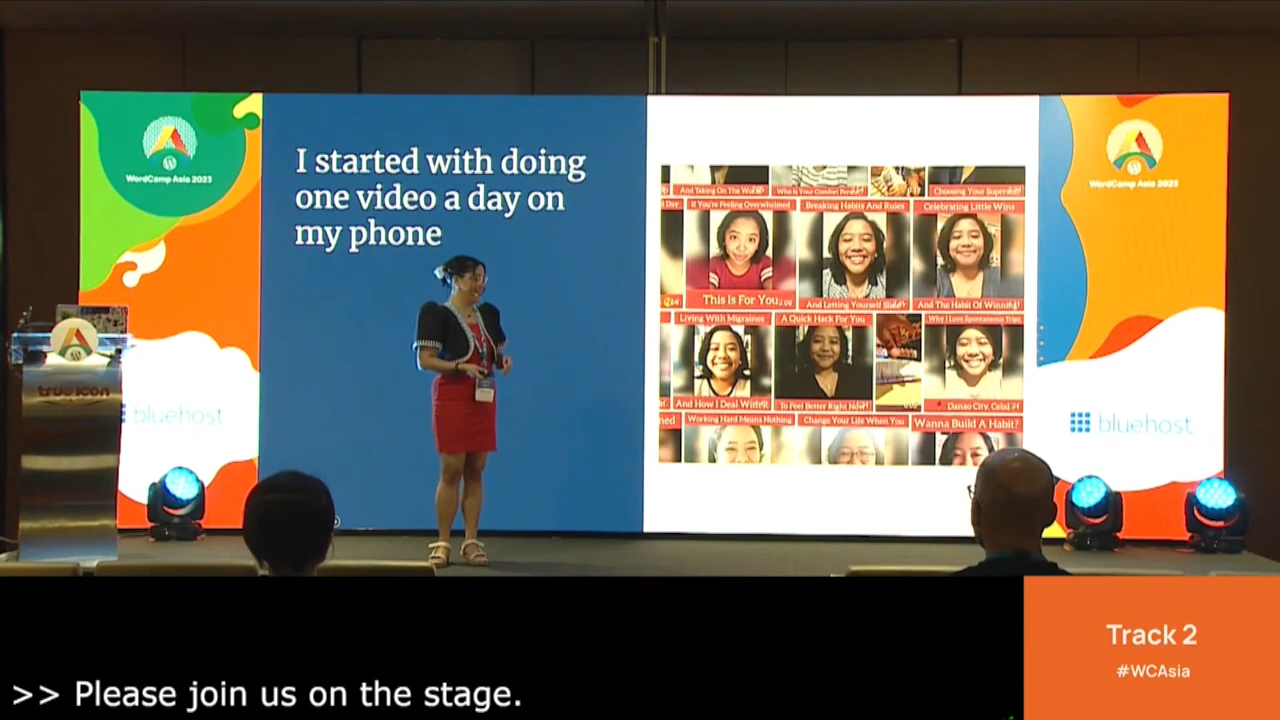 WordCamp Asia 2023
I started with doing
one video a day on
my phone
And Taking On The World
Who Is Your Comfort Person?
Choosing Your Superskill
Day
If You're Feeling Overwhelmed
Breaking Habits And Rules
Celebrating Little Wins
This Is For You
And Letting Yourself Slide
And The Habit Of Winning
Living With Migraines
A Quick Hack For You
Why I Love Spontaneous Trips
And How I Deal With It
To Feel Better Right Now
Danao City, Cebu
Working Hard Means Nothing
Change Your Life When You
Wanna Build A Habit?
WordCamp Asia 2023
true icon
bluehost
bluehost
Track 2
#WCAsia
>> Please join us on the stage.